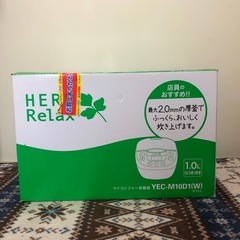 HERB
Relax
店員の
おすすめ!!
最大2.0mmの厚釜で
ふっくら、おいしく
炊き上げます。
1.0L
マイコンジャー炊飯器 YEC-M10D1(W)